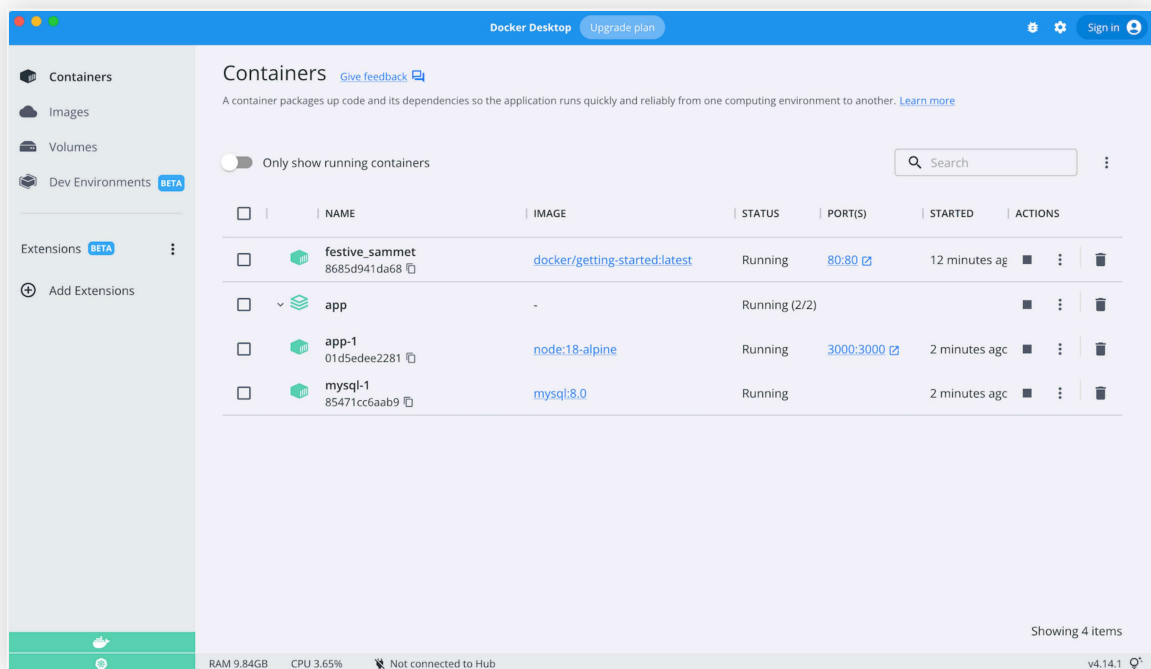 Docker Desktop Upgrade plan Sign in
Containers
Images
Volumes
Dev Environments BETA
Extensions BETA
Add Extensions
Containers Give feedback
A container packages up code and its dependencies so the application runs quickly and reliably from one computing environment to another. Learn more
Only show running containers Search
NAME IMAGE STATUS PORT(S) STARTED ACTIONS
festive_sammet
8685d941da68 docker/getting-started:latest Running 80:80 12 minutes ag
app - Running (2/2)
app-1
01d5edee2281 node:18-alpine Running 3000:3000 2 minutes agc
mysql-1
85471cc6aab9 mysql:8.0 Running 2 minutes agc
Showing 4 items
RAM 9.84GB CPU 3.65% Not connected to Hub v4.14.1